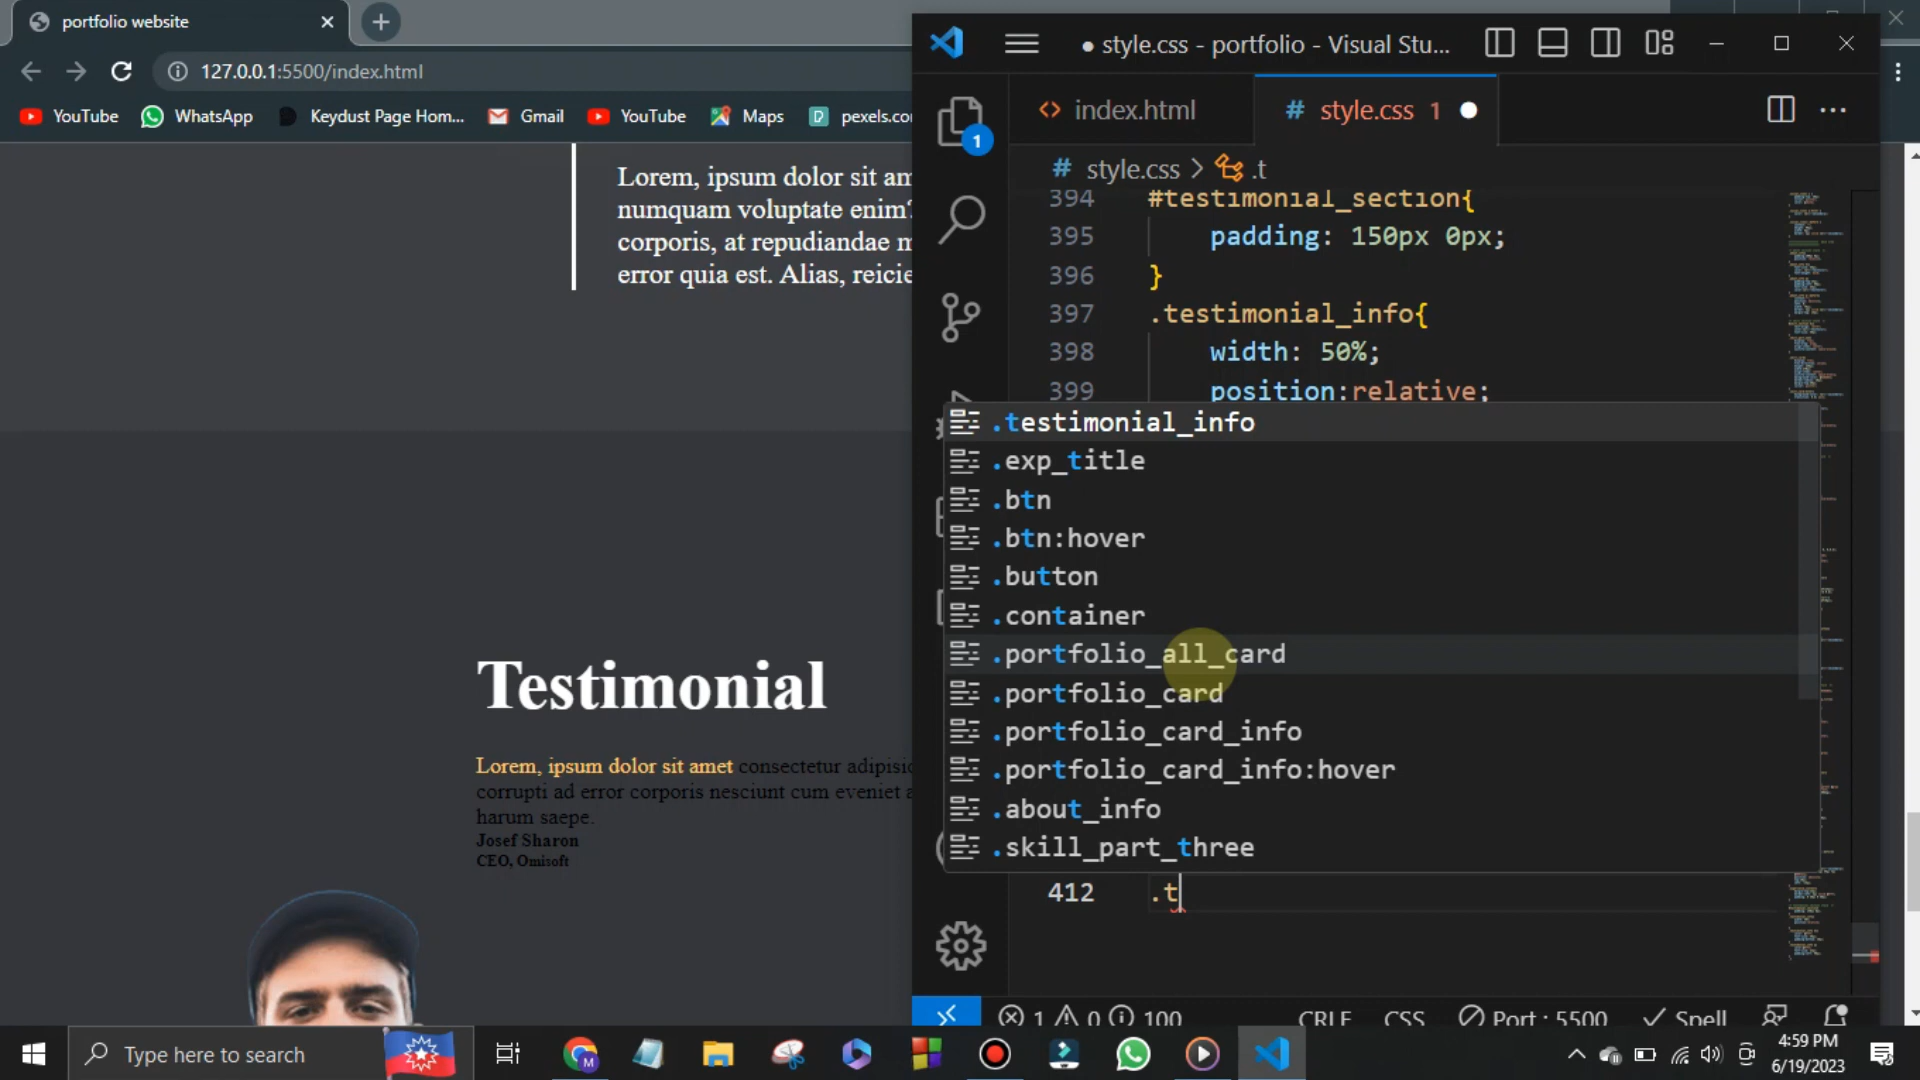 portfolio website
127.0.0.1:5500/index.html
YouTube WhatsApp Keydust Page Hom... Gmail YouTube Maps pexels.co
Lorem, ipsum dolor sit am
numquam voluptate enim?
corporis, at repudiandae m
error quia est. Alias, reicie
Testimonial
Lorem, ipsum dolor sit amet consectetur adipisic
corrupti ad error corporis nesciunt cum eveniet a
harum saepe.
Josef Sharon
CEO, Omisoft
● style.css - portfolio - Visual Stu...
index.html # style.css 1
1
# style.css > .t
394 #testimonial_section{
395 padding: 150px 0px;
396 }
397 .testimonial_info{
398 width: 50%;
399 position:relative;
.testimonial_info
.exp_title
.btn
.btn:hover
.button
.container
.portfolio_all_card
.portfolio_card
.portfolio_card_info
.portfolio_card_info:hover
.about_info
.skill_part_three
412 .t
1 0 100 CRLF CSS Port : 5500 Spell
Type here to search
4:59 PM
6/19/2023